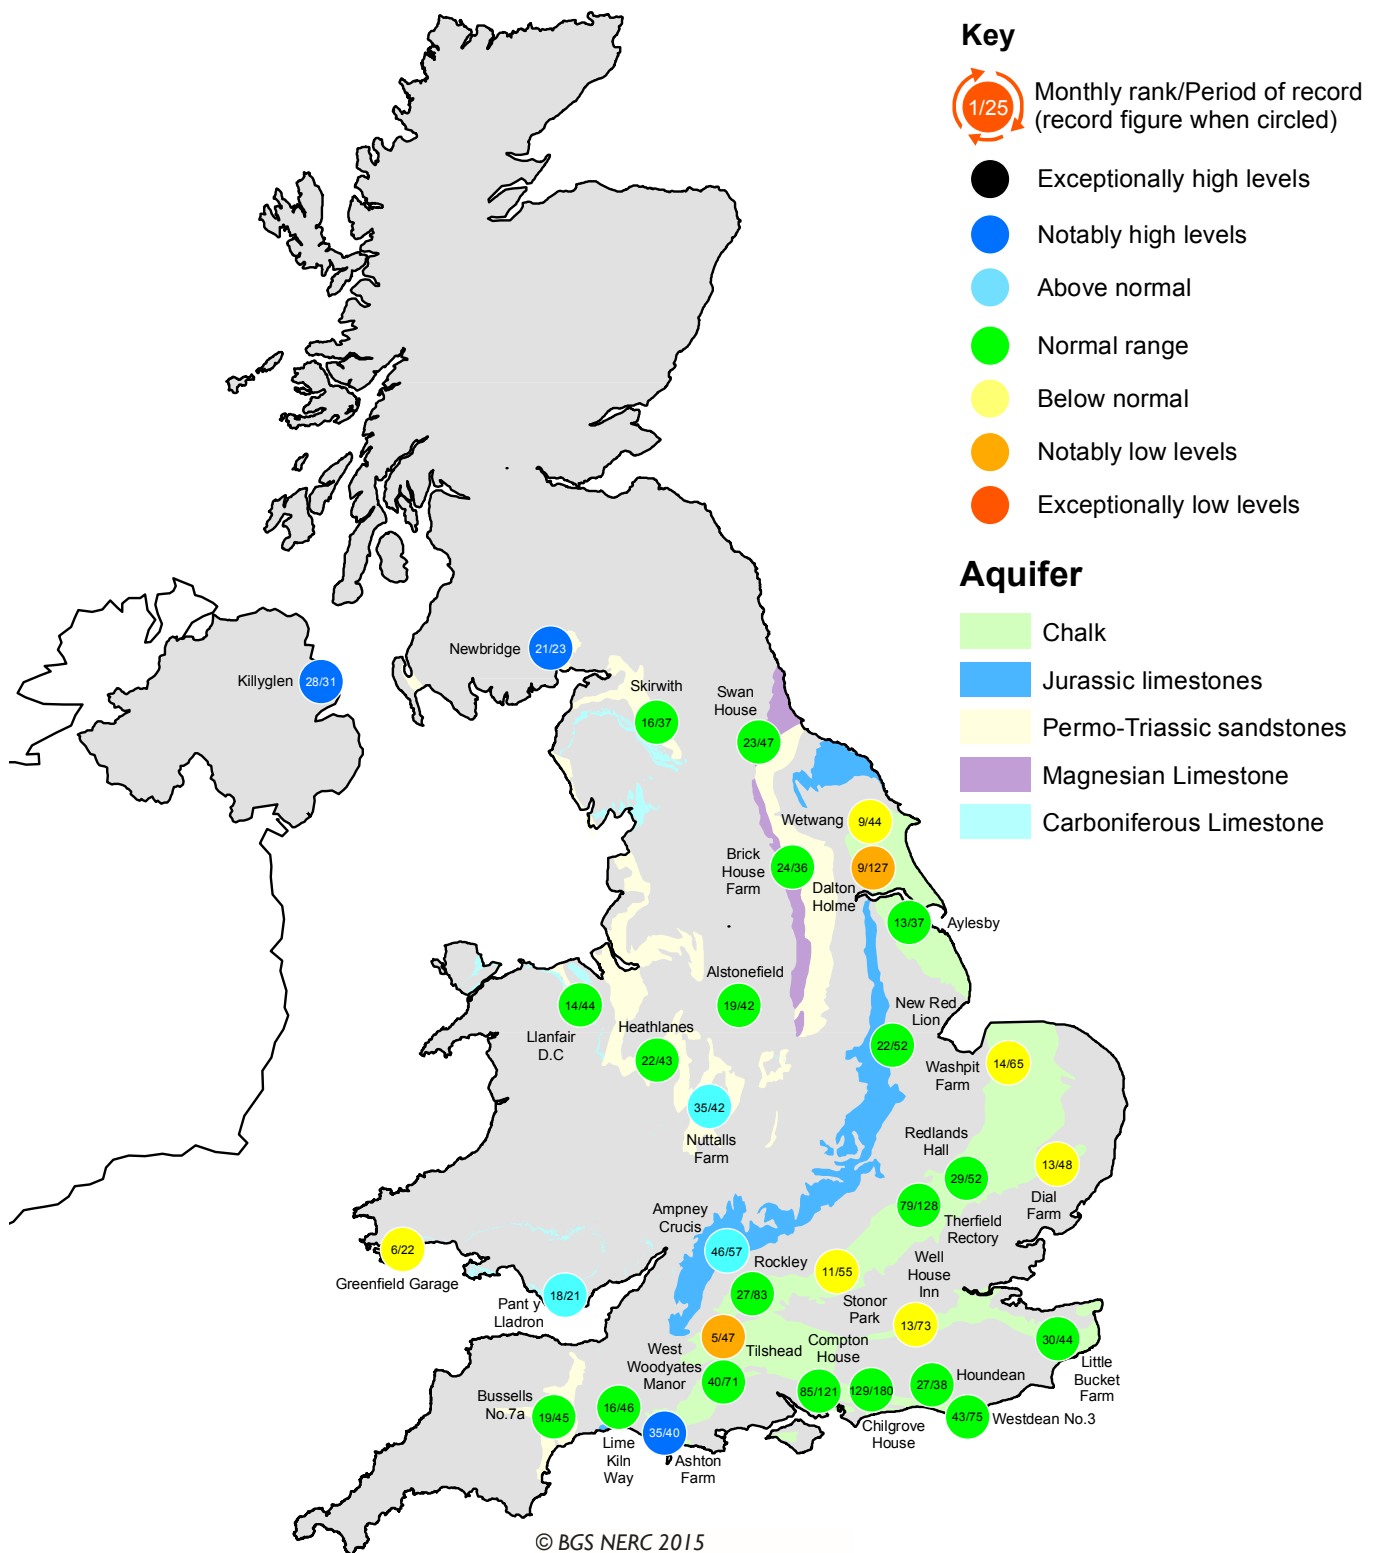 Key
1/25
Monthly rank/Period of record
(record figure when circled)
Exceptionally high levels
Notably high levels
Above normal
Normal range
Below normal
Notably low levels
Exceptionally low levels
Aquifer
Chalk
Jurassic limestones
Permo-Triassic sandstones
Magnesian Limestone
Carboniferous Limestone
Newbridge
21/23
Killyglen
28/31
Skirwith
16/37
Swan
House
23/47
Wetwang
9/44
Brick
House
Farm
24/36
9/127
Dalton
Holme
13/37
Aylesby
Alstonefield
19/42
14/44
Llanfair
D.C
Heathlanes
22/43
New Red
Lion
22/52
Washpit
Farm
14/65
35/42
Nuttalls
Farm
Redlands
Hall
29/52
13/48
Dial
Farm
79/128
Therfield
Rectory
Ampney
Crucis
46/57
6/22
Greenfield Garage
Pant y
Lladron
18/21
Rockley
27/83
11/55
Stonor
Park
Well
House
Inn
13/73
5/47
Tilshead
West
Woodyates
Manor
40/71
Compton
House
85/121
129/180
Chilgrove
House
27/38
Houndean
30/44
Little
Bucket
Farm
43/75
Westdean No.3
Bussells
No.7a
19/45
16/46
Lime
Kiln
Way
35/40
Ashton
Farm
© BGS NERC 2015